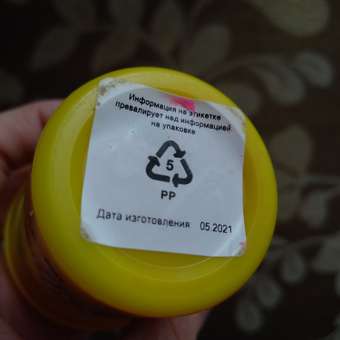 Информация на этикетке
превалирует над информацией
на упаковке
5
PP
Дата изготовления 05.2021